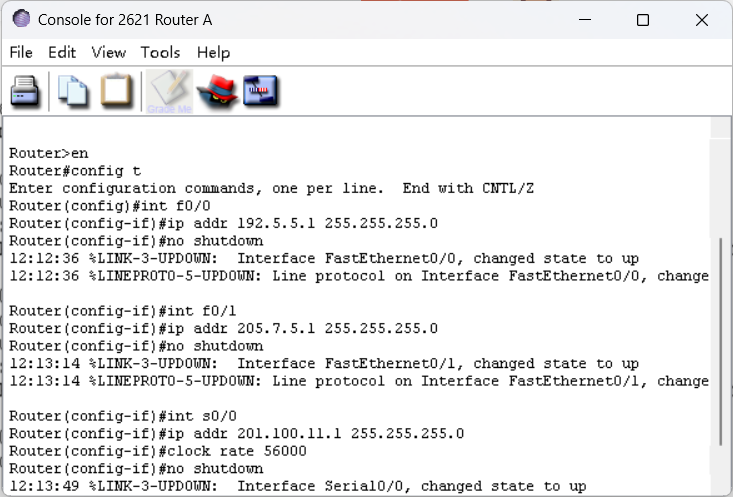 Console for 2621 Router A
File Edit View Tools Help
Grade Me
Router>en
Router#config t
Enter configuration commands, one per line.  End with CNTL/Z
Router(config)#int f0/0
Router(config-if)#ip addr 192.5.5.1 255.255.255.0
Router(config-if)#no shutdown
12:12:36 %LINK-3-UPDOWN:  Interface FastEthernet0/0, changed state to up
12:12:36 %LINEPROTO-5-UPDOWN: Line protocol on Interface FastEthernet0/0, change
Router(config-if)#int f0/1
Router(config-if)#ip addr 205.7.5.1 255.255.255.0
Router(config-if)#no shutdown
12:13:14 %LINK-3-UPDOWN:  Interface FastEthernet0/1, changed state to up
12:13:14 %LINEPROTO-5-UPDOWN: Line protocol on Interface FastEthernet0/1, change
Router(config-if)#int s0/0
Router(config-if)#ip addr 201.100.11.1 255.255.255.0
Router(config-if)#clock rate 56000
Router(config-if)#no shutdown
12:13:49 %LINK-3-UPDOWN:  Interface Serial0/0, changed state to up